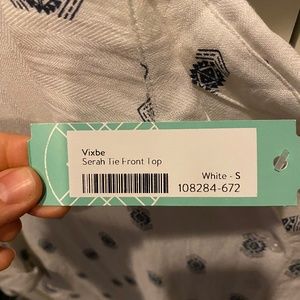 Vixbe
Serah Tie Front Top
White - S
108284-672